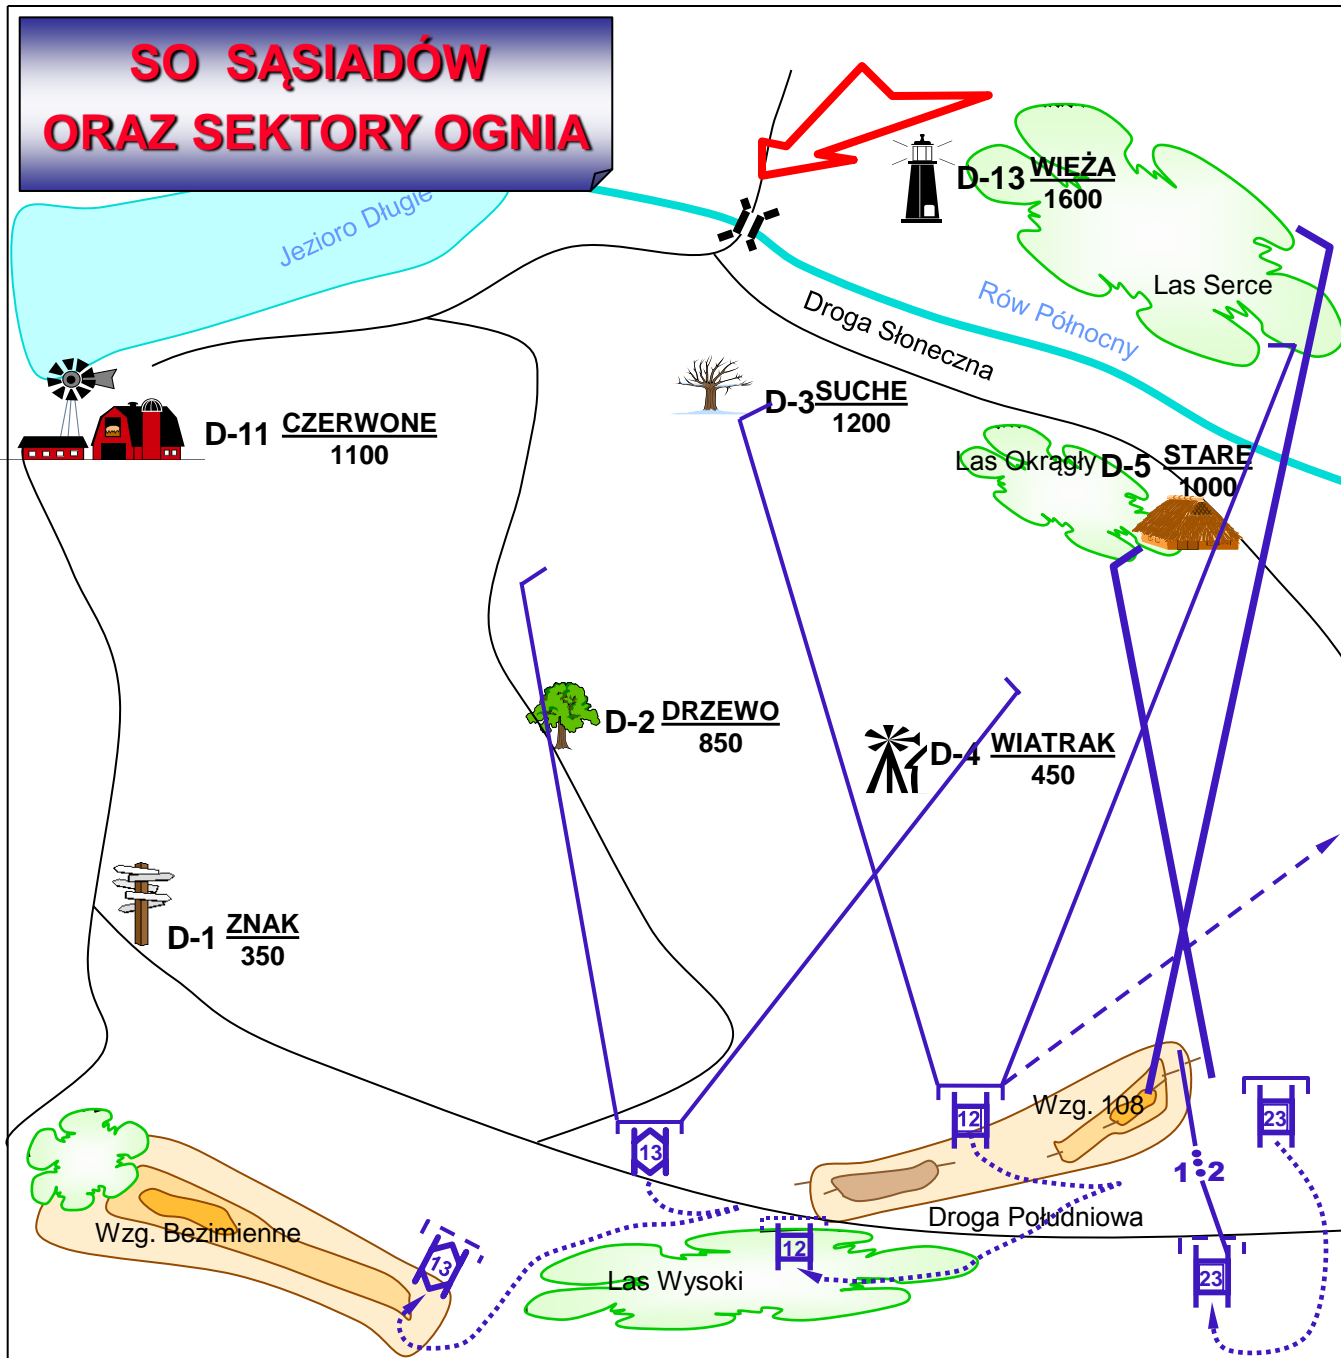 SO SĄSIADÓW
ORAZ SEKTORY OGNIA
Jezioro Długie
D-13 WIEŻA
1600
Las Serce
Rów Północny
Droga Słoneczna
D-11 CZERWONE
1100
D-3 SUCHE
1200
Las Okrągły
D-5 STARE
1000
D-2 DRZEWO
850
D-4 WIATRAK
450
D-1 ZNAK
350
Wzg. 108
12
13
23
1 2
Wzg. Bezimienne
13
12
Droga Południowa
Las Wysoki
23